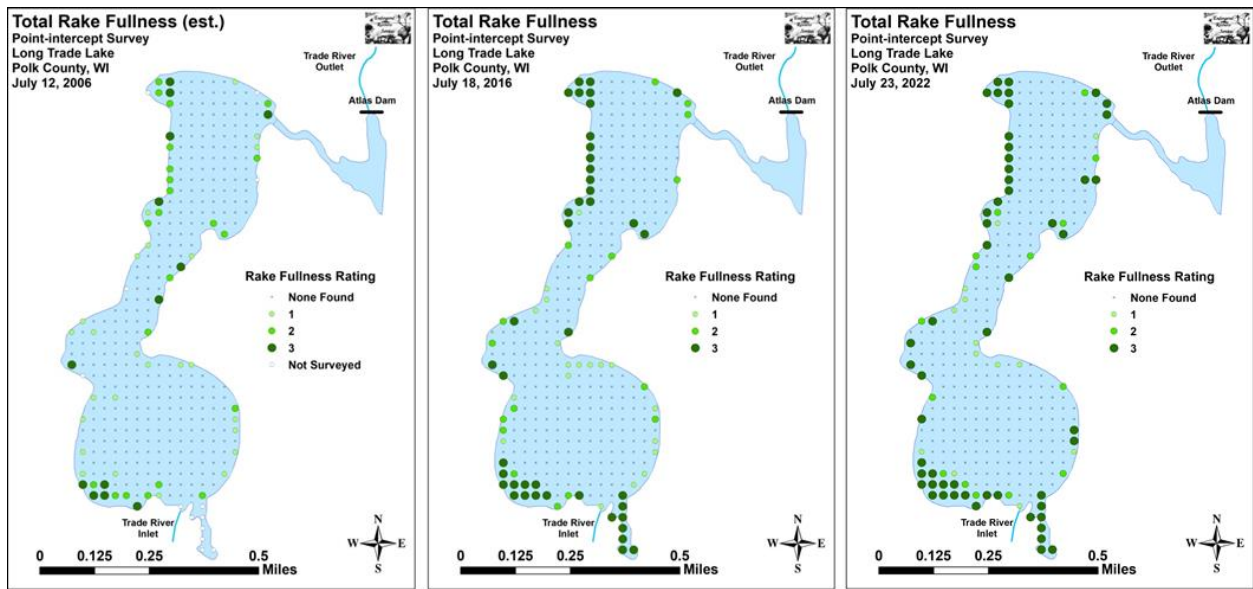 Total Rake Fullness (est.)
Point-intercept Survey
Long Trade Lake
Polk County, WI
July 12, 2006
Trade River
Outlet
Atlas Dam
Rake Fullness Rating
None Found
1
2
3
Not Surveyed
Trade River
Inlet
N
W E
S
0 0.125 0.25 0.5
Miles
Total Rake Fullness
Point-intercept Survey
Long Trade Lake
Polk County, WI
July 18, 2016
Trade River
Outlet
Atlas Dam
Rake Fullness Rating
None Found
1
2
3
Trade River
Inlet
N
W E
S
0 0.125 0.25 0.5
Miles
Total Rake Fullness
Point-intercept Survey
Long Trade Lake
Polk County, WI
July 23, 2022
Trade River
Outlet
Atlas Dam
Rake Fullness Rating
None Found
1
2
3
Trade River
Inlet
N
W E
S
0 0.125 0.25 0.5
Miles